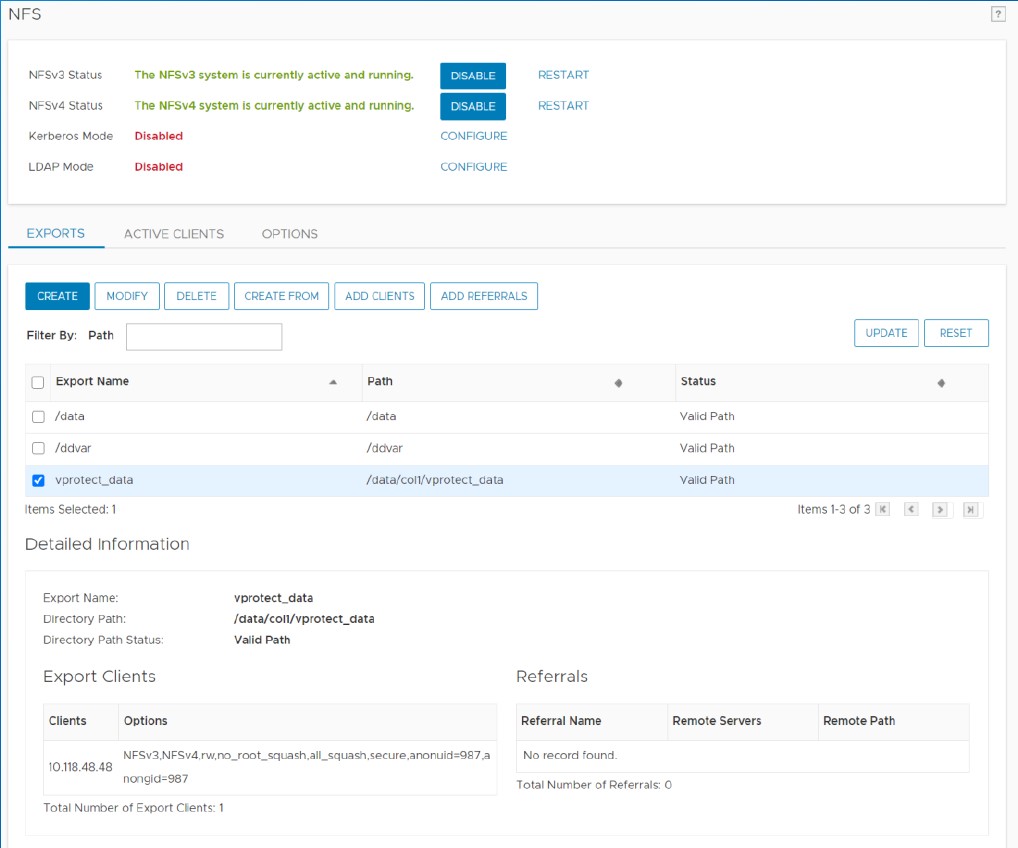 NFS
?
NFSv3 Status The NFSv3 system is currently active and running. DISABLE RESTART
NFSv4 Status The NFSv4 system is currently active and running. DISABLE RESTART
Kerberos Mode Disabled CONFIGURE
LDAP Mode Disabled CONFIGURE
EXPORTS ACTIVE CLIENTS OPTIONS
CREATE MODIFY DELETE CREATE FROM ADD CLIENTS ADD REFERRALS
Filter By: Path UPDATE RESET
Export Name Path Status
/data /data Valid Path
/ddvar /ddvar Valid Path
vprotect_data /data/col1/vprotect_data Valid Path
Items Selected: 1 Items 1-3 of 3
Detailed Information
Export Name: vprotect_data
Directory Path: /data/col1/vprotect_data
Directory Path Status: Valid Path
Export Clients
Clients Options
10.118.48.48 NFSv3,NFSv4,rw,no_root_squash,all_squash,secure,anonuid=987,a
nongid=987
Total Number of Export Clients: 1
Referrals
Referral Name Remote Servers Remote Path
No record found.
Total Number of Referrals: 0